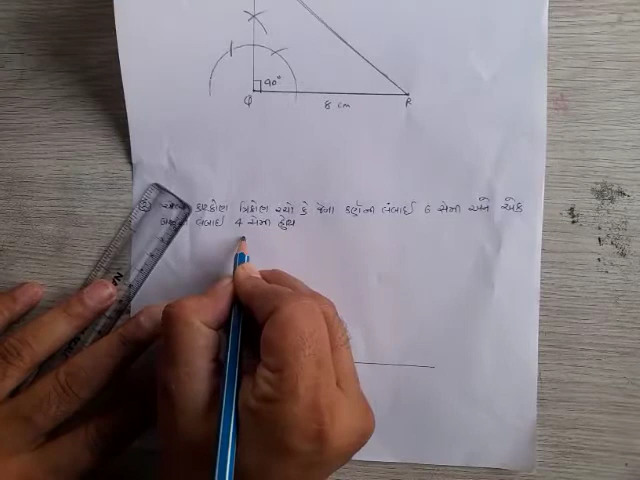 90°
Q
8 cm
R
કાટકોણ ત્રિકોણ રચો કે જેના કર્ણની લંબાઈ 6 સેમી અને એક
લંબાઈ 4 સેમી હોય